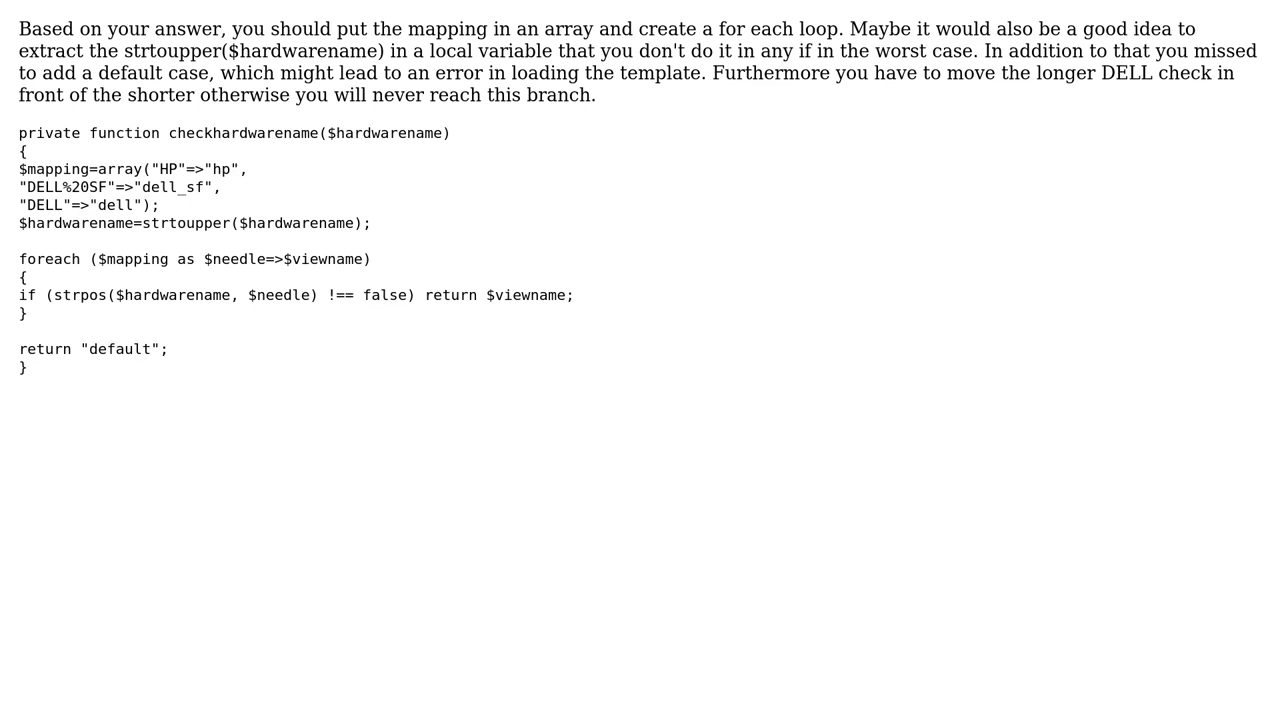 Based on your answer, you should put the mapping in an array and create a for each loop. Maybe it would also be a good idea to
extract the strtoupper($hardwarename) in a local variable that you don't do it in any if in the worst case. In addition to that you missed
to add a default case, which might lead to an error in loading the template. Furthermore you have to move the longer DELL check in
front of the shorter otherwise you will never reach this branch.
private function checkhardwarename($hardwarename)
{
$mapping=array("HP"=>"hp",
"DELL%20SF"=>"dell_sf",
"DELL"=>"dell");
$hardwarename=strtoupper($hardwarename);
foreach ($mapping as $needle=>$viewname)
{
if (strpos($hardwarename, $needle) !== false) return $viewname;
}
return "default";
}